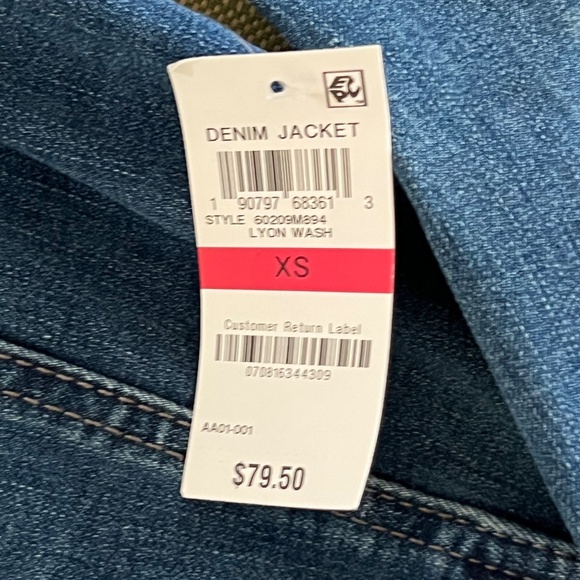 DENIM JACKET
1 90797 68361 3
STYLE 60209M894
LYON WASH
XS
Customer Return Label
070816344309
AA01-001
$79.50